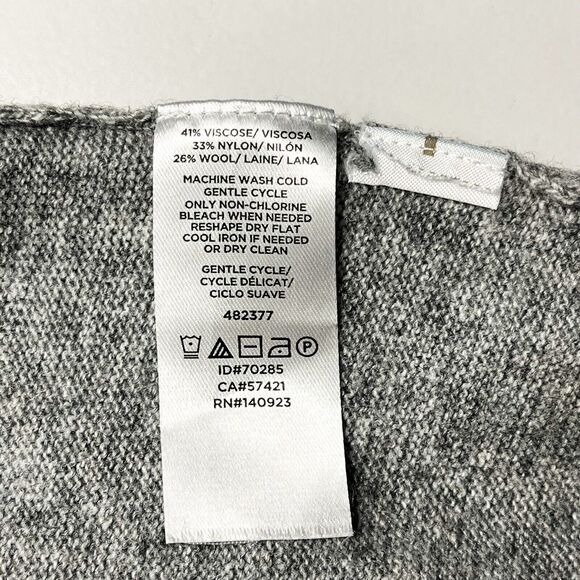 41% VISCOSE/ VISCOSA
33% NYLON/ NILÓN
26% WOOL/ LAINE/ LANA
MACHINE WASH COLD
GENTLE CYCLE
ONLY NON-CHLORINE
BLEACH WHEN NEEDED
RESHAPE DRY FLAT
COOL IRON IF NEEDED
OR DRY CLEAN
GENTLE CYCLE/
CYCLE DÉLICAT/
CICLO SUAVE
482377
P
ID#70285
CA#57421
RN#140923